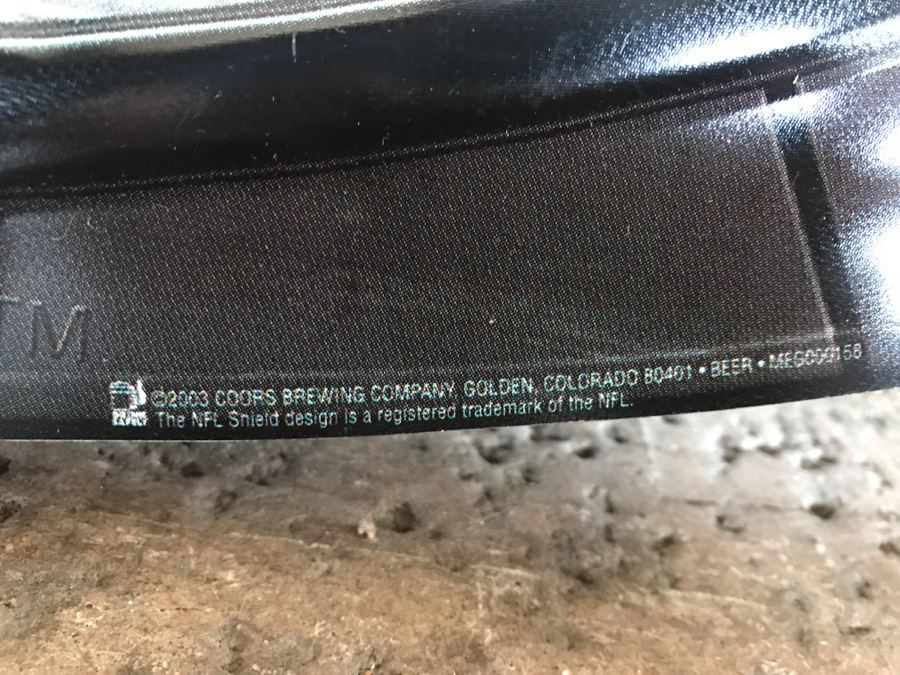 TM
©2003 COORS BREWING COMPANY, GOLDEN, COLORADO 80401 • BEER • MES000158
The NFL Shield design is a registered trademark of the NFL.